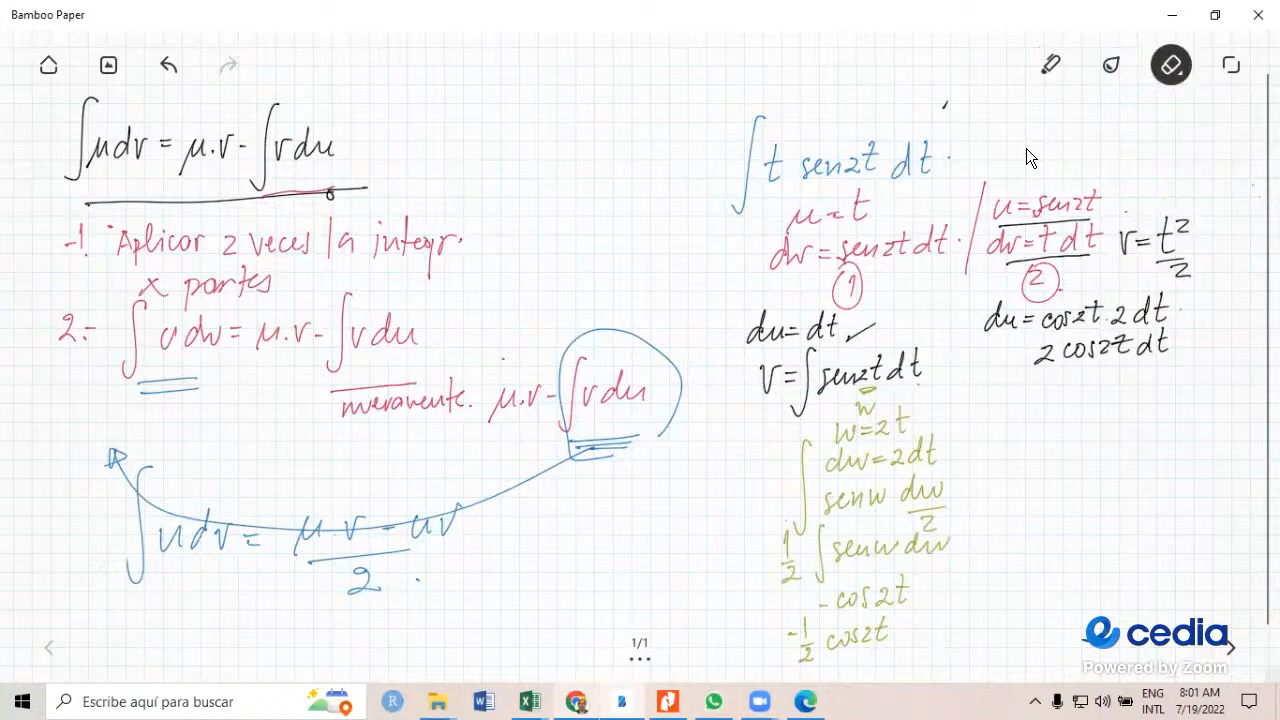 Bamboo Paper
∫μdv = μ.v - ∫vdu
-1. Aplicar 2 veces la integr.
x partes
2.- ∫udv = μ.v - ∫vdu
nuevamente. μ.v - ∫vdu
∫udv = μ.v - uv
2
∫t sen2t dt.
μ = t
dv = sen2t dt.
1
u = sen2t
dv = t dt
2
v = t²
2
du = dt ✓
v = ∫sen2t dt
w
w = 2t
dw = 2dt
∫senw dw
2
1
2
∫senw dw
- cos2t
-1
2
cos2t
du = cos2t.2dt
2cos2t dt
1/1
cedia
Powered by Zoom
Escribe aquí para buscar
R
ENG
INTL
8:01 AM
7/19/2022